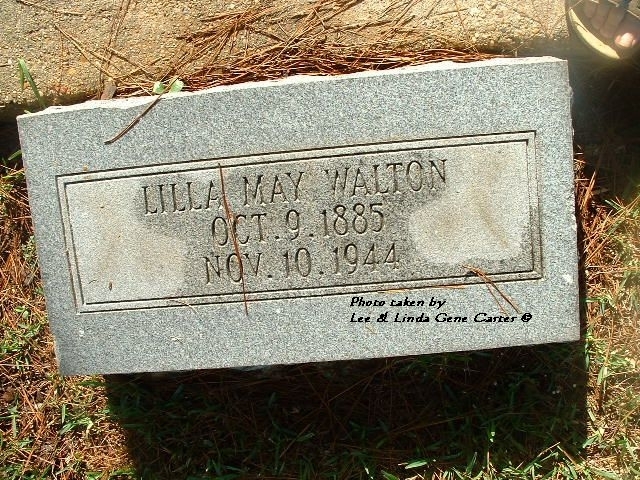 LILLA MAY WALTON
OCT. 9. 1885
NOV. 10. 1944
Photo taken by
Lee & Linda Gene Carter ©